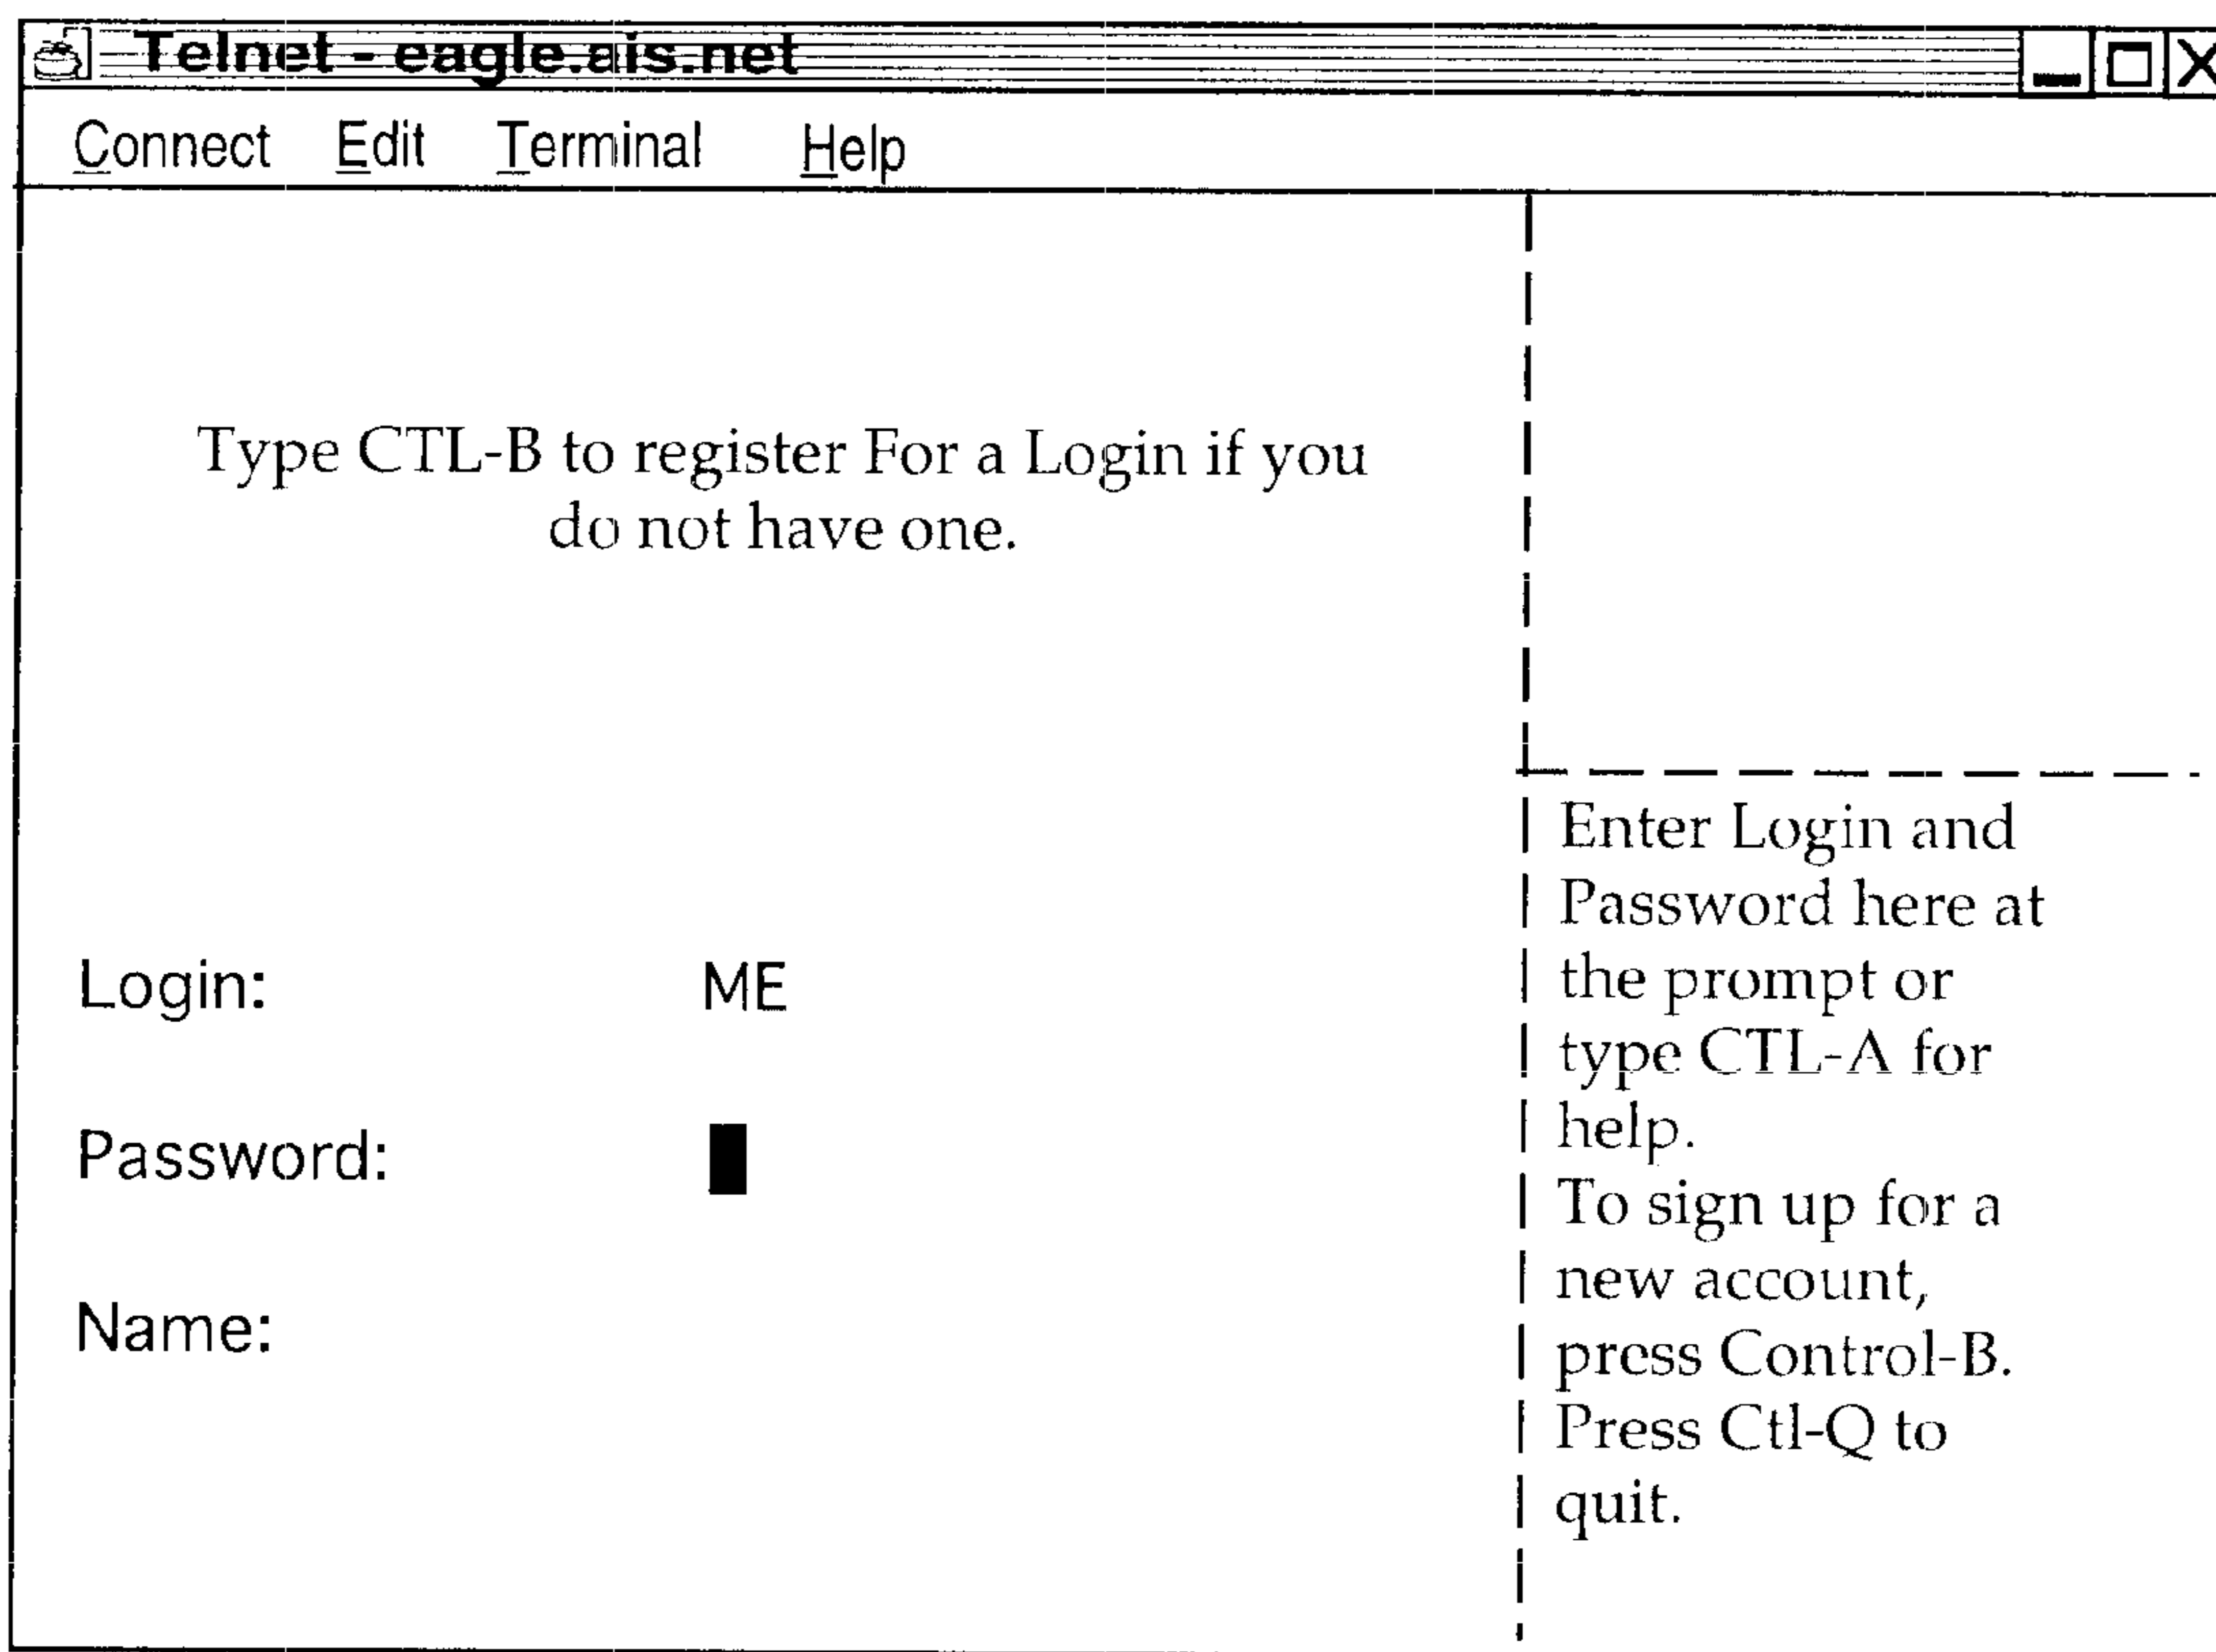 Telnet - eagle.ais.net
Connect Edit Terminal Help
Type CTL-B to register For a Login if you
do not have one.
Login: ME
Password:
Name:
Enter Login and
Password here at
the prompt or
type CTL-A for
help.
To sign up for a
new account,
press Control-B.
Press Ctl-Q to
quit.